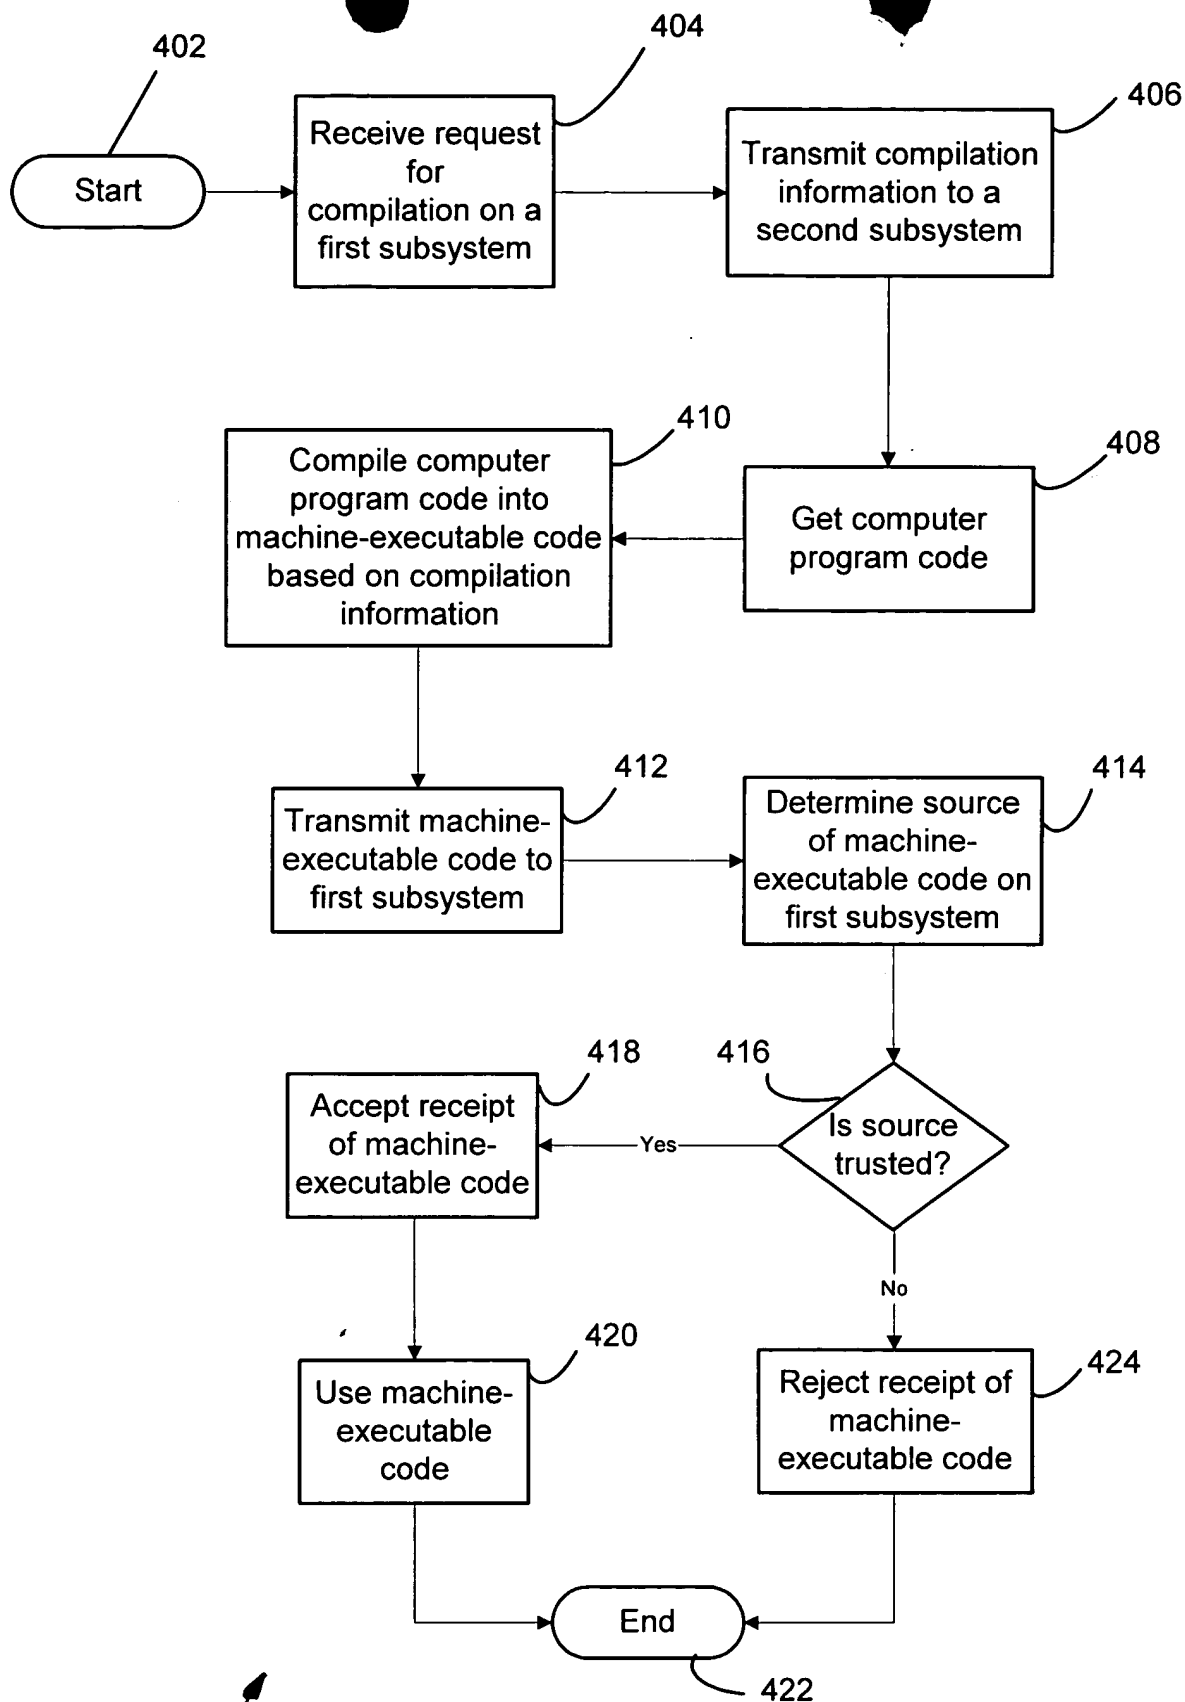 402
404
406
Start
Receive request
for
compilation on a
first subsystem
Transmit compilation
information to a
second subsystem
410
408
Compile computer
program code into
machine-executable code
based on compilation
information
Get computer
program code
412
414
Transmit machine-
executable code to
first subsystem
Determine source
of machine-
executable code on
first subsystem
418
416
Accept receipt
of machine-
executable code
Yes
Is source
trusted?
No
420
424
Use machine-
executable
code
Reject receipt of
machine-
executable code
End
422